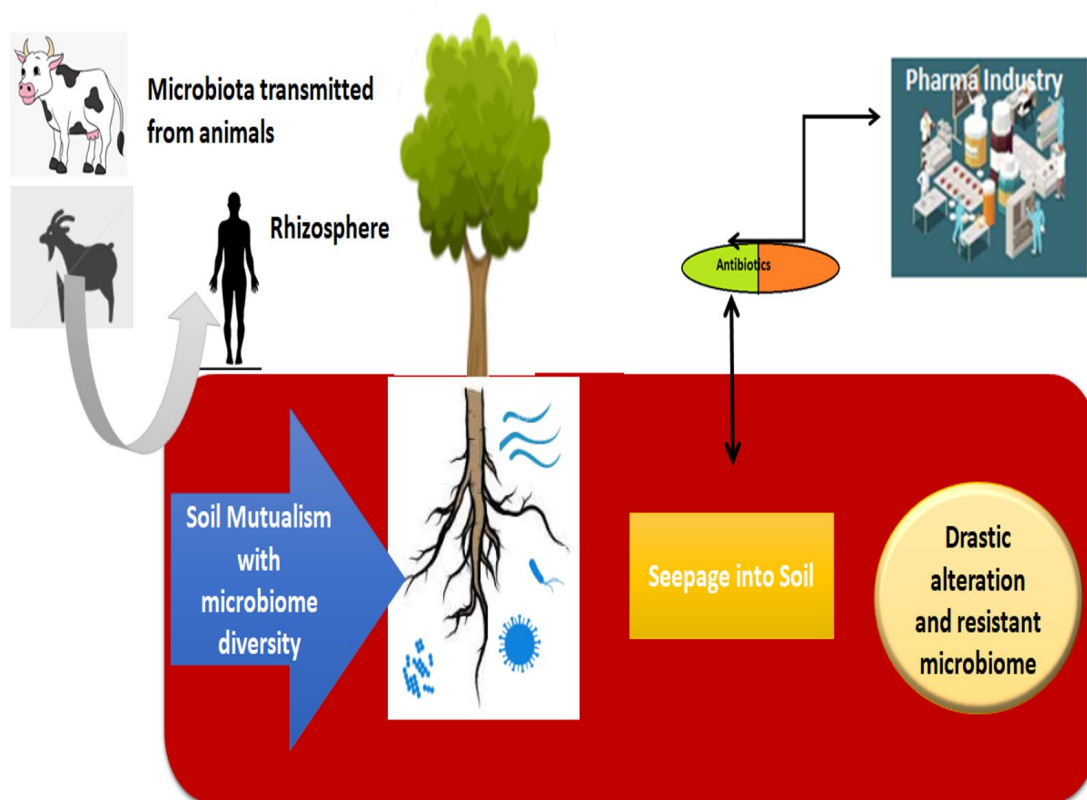 Microbiota transmitted
from animals
Rhizosphere
Pharma Industry
Antibiotics
Soil Mutualism
with
microbiome
diversity
Seepage into Soil
Drastic
alteration
and resistant
microbiome